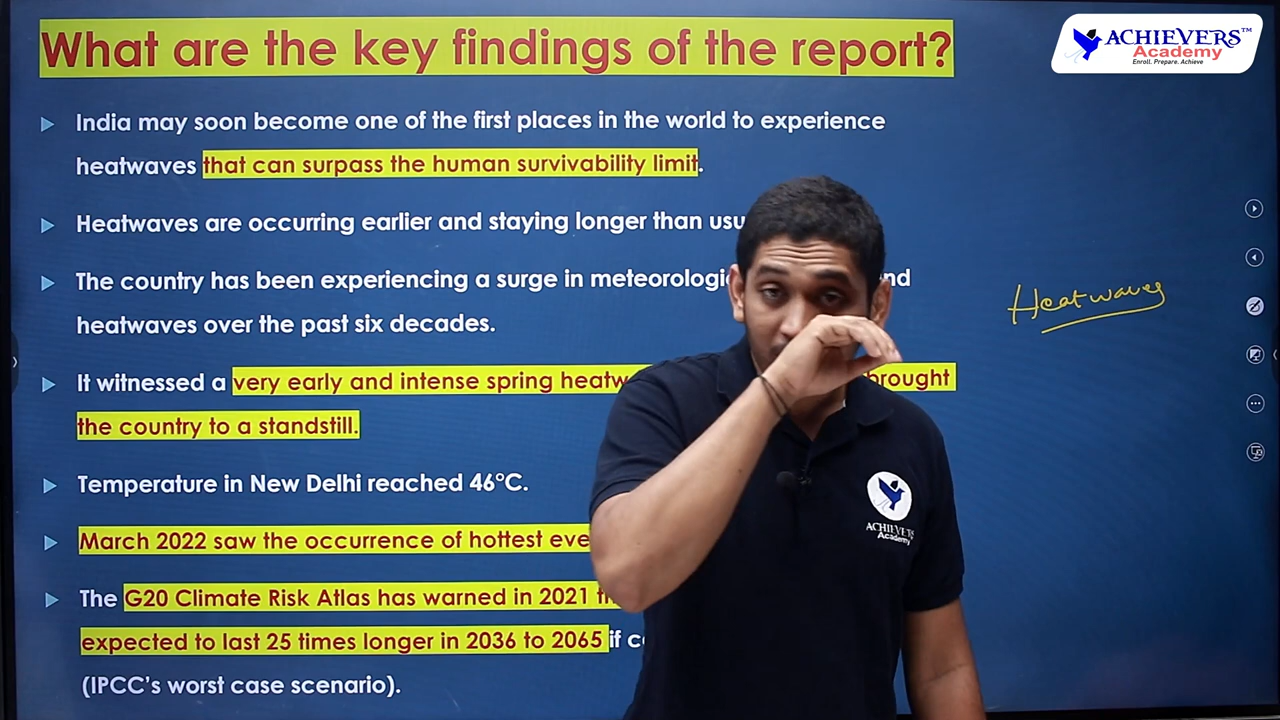 What are the key findings of the report?
ACHIEVERS™
Academy
Enroll. Prepare. Achieve
India may soon become one of the first places in the world to experience
heatwaves that can surpass the human survivability limit.
Heatwaves are occurring earlier and staying longer than
The country has been experiencing a surge in
heatwaves over the past six decades.
Heatwaves
It witnessed a very early and intense spring brought
the country to a standstill.
Temperature in New Delhi reached 46°C.
March 2022 saw the occurrence of hottest
The G20 Climate Risk Atlas has warned in 2021
expected to last 25 times longer in 2036 to 2065 if
(IPCC's worst case scenario).
ACHIEVERS
Academy